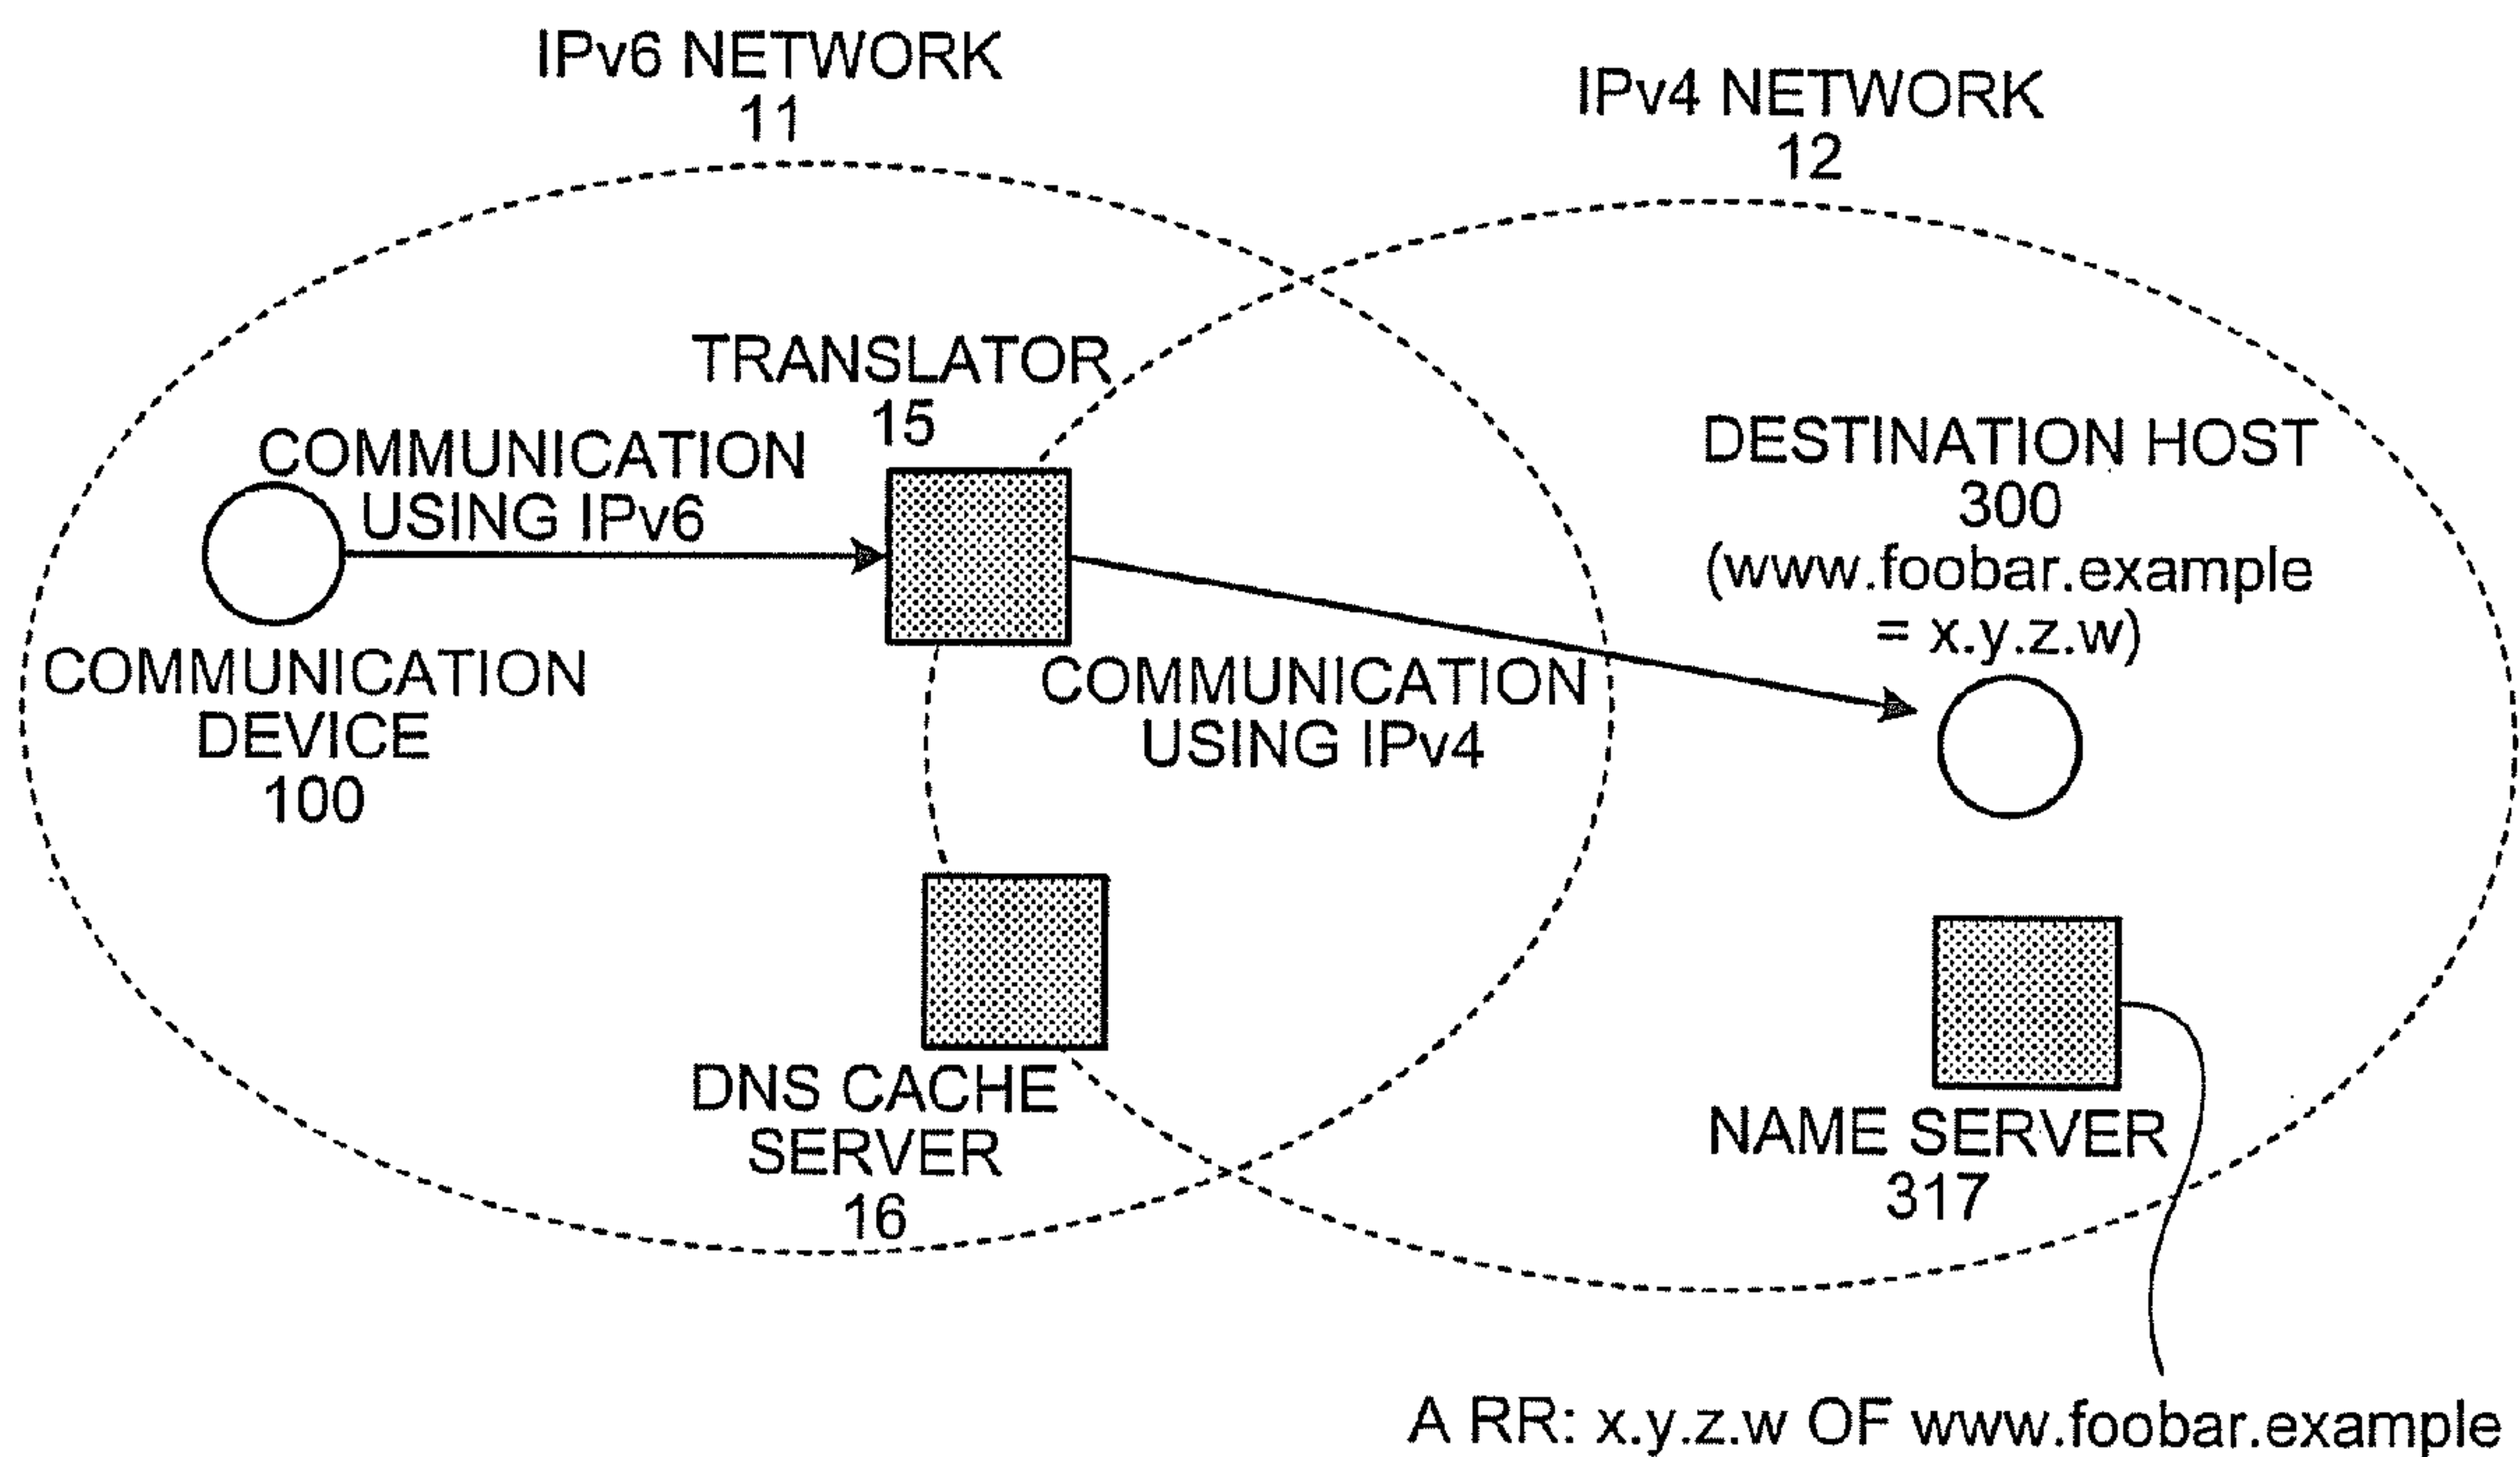 IPv6 NETWORK
11
IPv4 NETWORK
12
TRANSLATOR
15
COMMUNICATION
USING IPv6
DESTINATION HOST
300
(www.foobar.example
= x.y.z.w)
COMMUNICATION
DEVICE
100
COMMUNICATION
USING IPv4
DNS CACHE
SERVER
16
NAME SERVER
317
A RR: x.y.z.w OF www.foobar.example